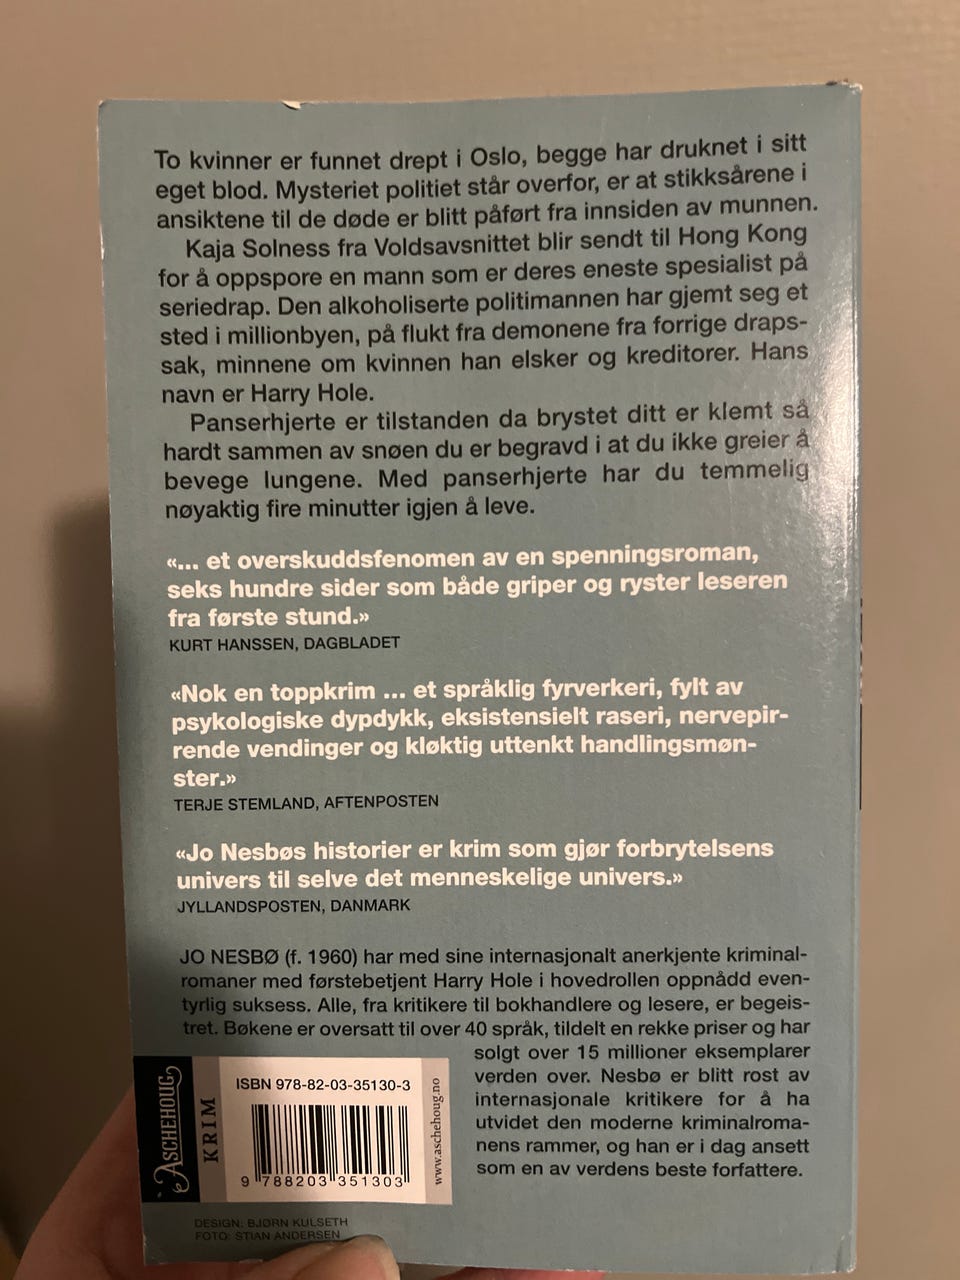 To kvinner er funnet drept i Oslo, begge har druknet i sitt
eget blod. Mysteriet politiet står overfor, er at stikksårene i
ansiktene til de døde er blitt påført fra innsiden av munnen.
Kaja Solness fra Voldsavsnittet blir sendt til Hong Kong
for å oppspore en mann som er deres eneste spesialist på
seriedrap. Den alkoholiserte politimannen har gjemt seg et
sted i millionbyen, på flukt fra demonene fra forrige draps-
sak, minnene om kvinnen han elsker og kreditorer. Hans
navn er Harry Hole.
Panserhjerte er tilstanden da brystet ditt er klemt så
hardt sammen av snøen du er begravd i at du ikke greier å
bevege lungene. Med panserhjerte har du temmelig
nøyaktig fire minutter igjen å leve.
«... et overskuddsfenomen av en spenningsroman,
seks hundre sider som både griper og ryster leseren
fra første stund.»
KURT HANSSEN, DAGBLADET
«Nok en toppkrim ... et språklig fyrverkeri, fylt av
psykologiske dypdykk, eksistensielt raseri, nervepir-
rende vendinger og kløktig uttenkt handlingsmøn-
ster.»
TERJE STEMLAND, AFTENPOSTEN
«Jo Nesbøs historier er krim som gjør forbrytelsens
univers til selve det menneskelige univers.»
JYLLANDSPOSTEN, DANMARK
JO NESBØ (f. 1960) har med sine internasjonalt anerkjente kriminal-
romaner med førstebetjent Harry Hole i hovedrollen oppnådd even-
tyrlig suksess. Alle, fra kritikere til bokhandlere og lesere, er begeis-
tret. Bøkene er oversatt til over 40 språk, tildelt en rekke priser og har
solgt over 15 millioner eksemplarer
verden over. Nesbø er blitt rost av
internasjonale kritikere for å ha
utvidet den moderne kriminalroma-
nens rammer, og han er i dag ansett
som en av verdens beste forfattere.
ASCHEHOUG
KRIM
ISBN 978-82-03-35130-3
9 788203 351303
www.aschehoug.no
DESIGN: BJØRN KULSETH
FOTO: STIAN ANDERSEN